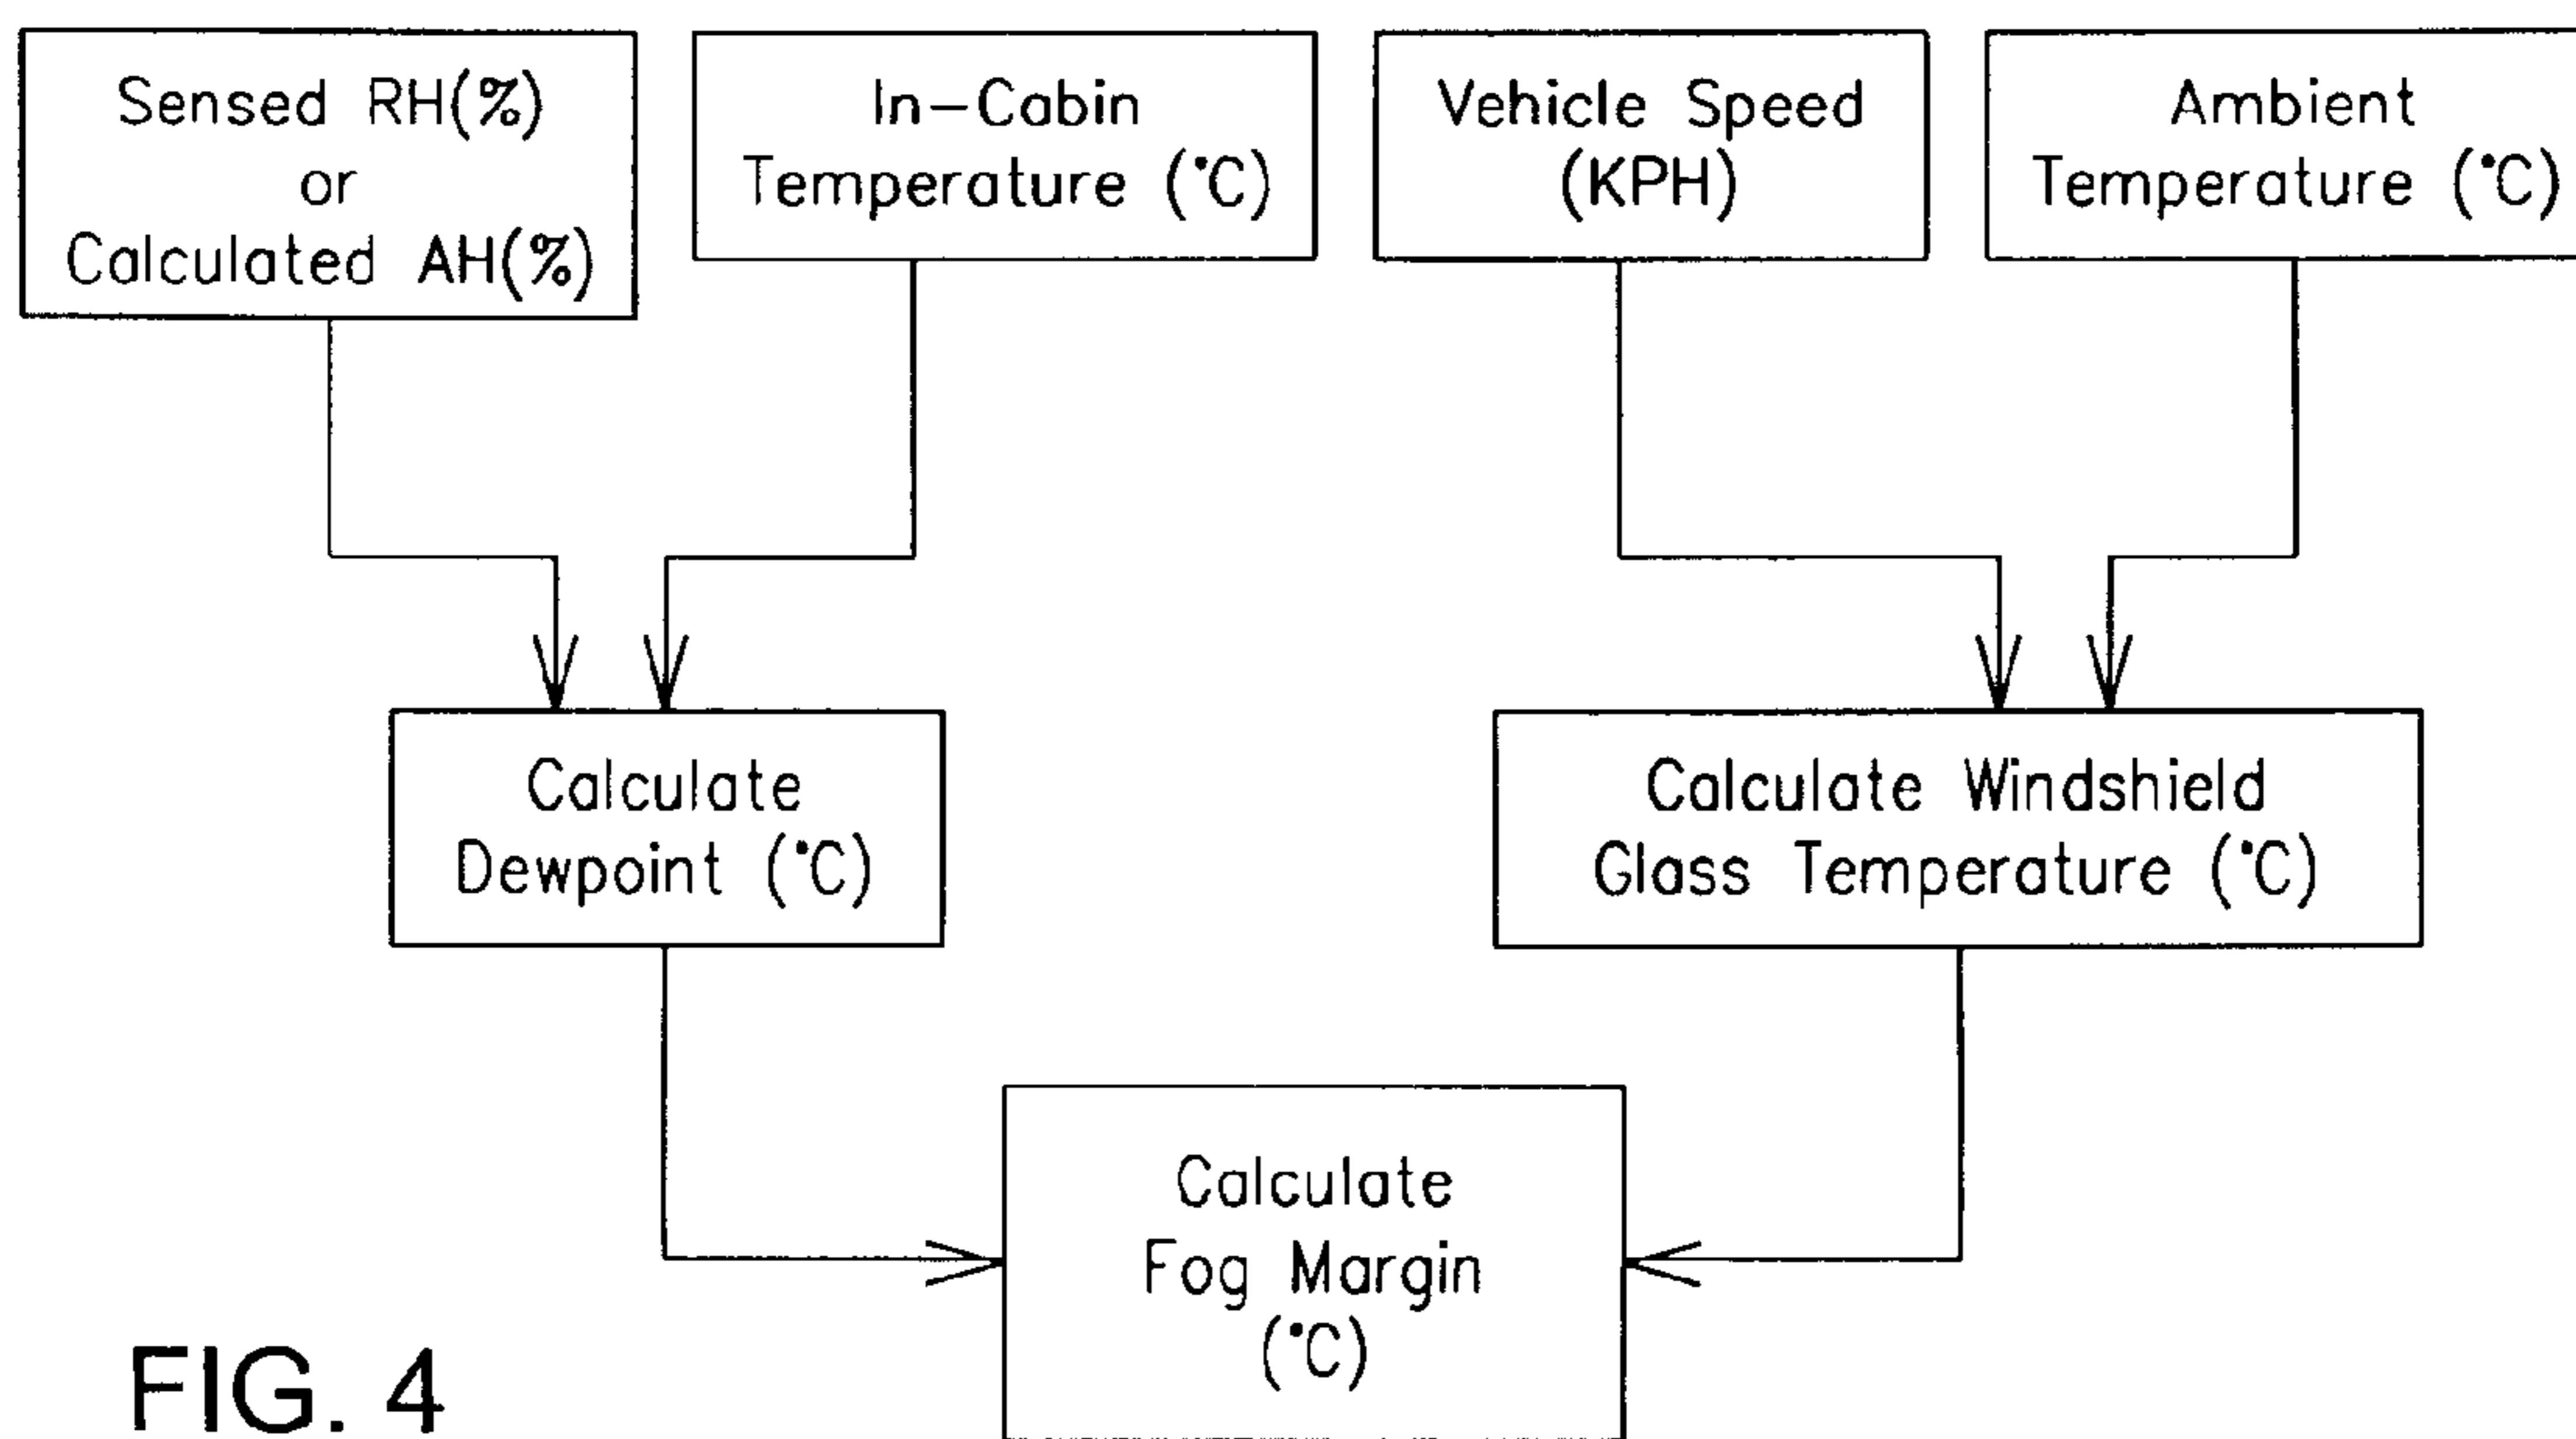 Sensed RH(%)
or
Calculated AH(%)
In-Cabin
Temperature (°C)
Vehicle Speed
(KPH)
Ambient
Temperature (°C)
Calculate
Dewpoint (°C)
Calculate Windshield
Glass Temperature (°C)
Calculate
Fog Margin
(°C)
FIG. 4